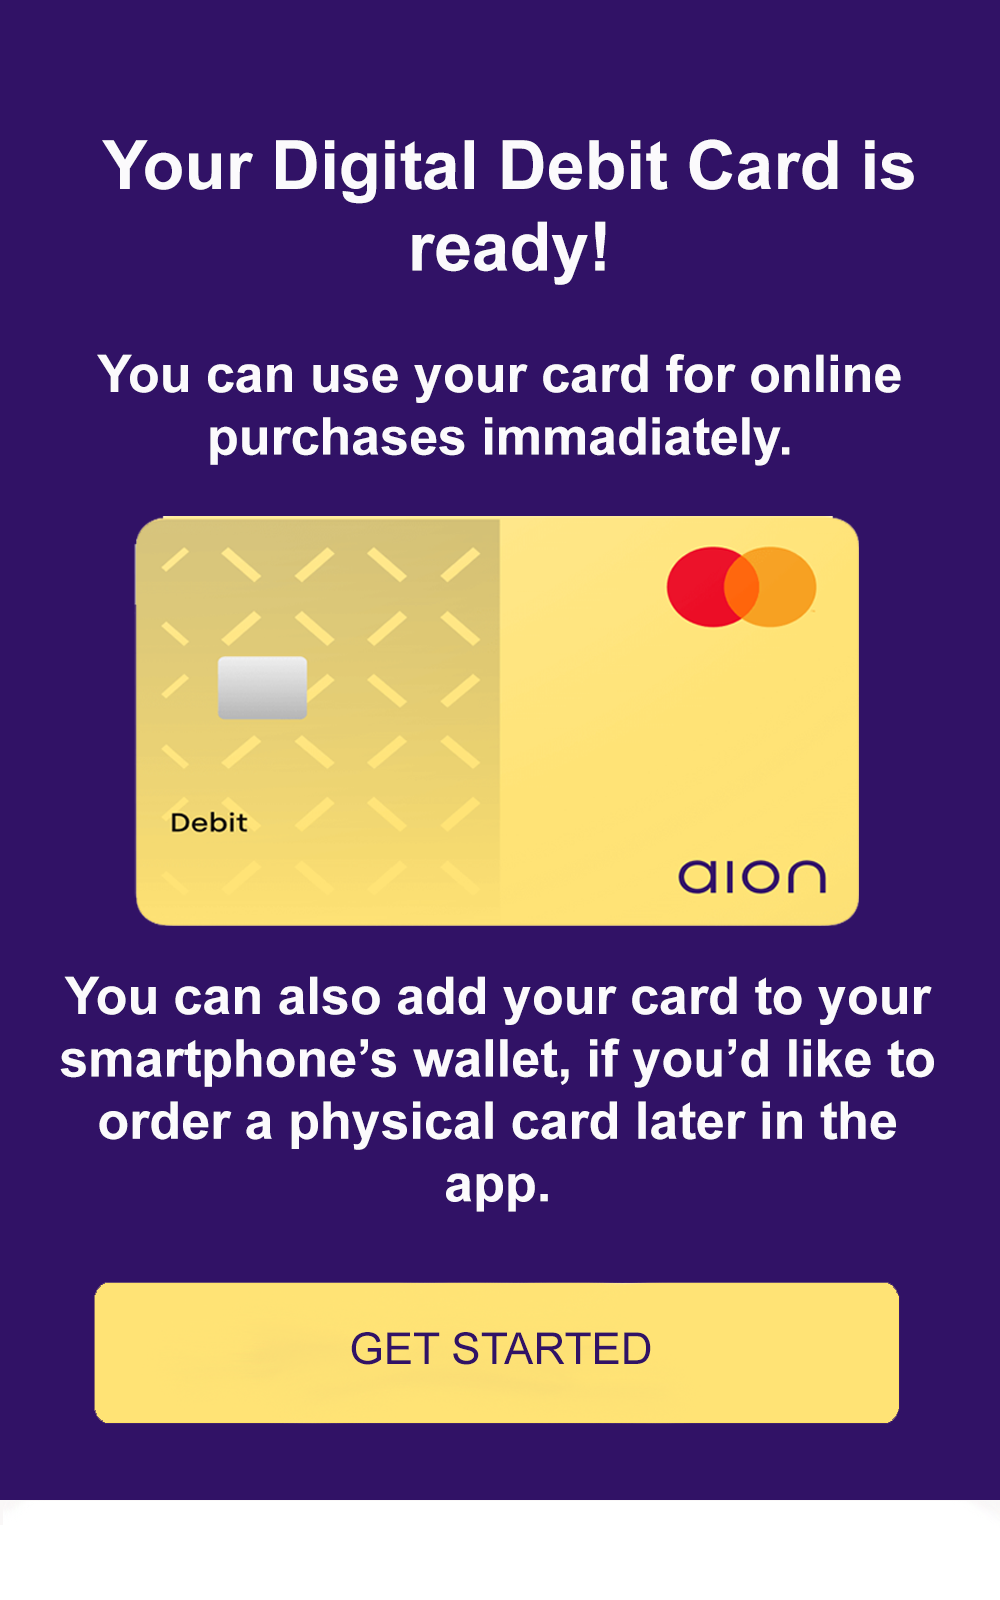 Your Digital Debit Card is
ready!
You can use your card for online
purchases immadiately.
Debit
aion
You can also add your card to your
smartphone’s wallet, if you’d like to
order a physical card later in the
app.
GET STARTED